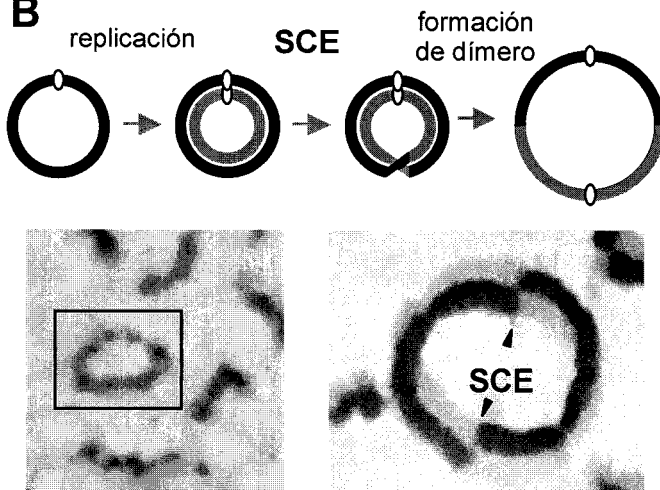 B
replicación
SCE
formación
de dímero
SCE